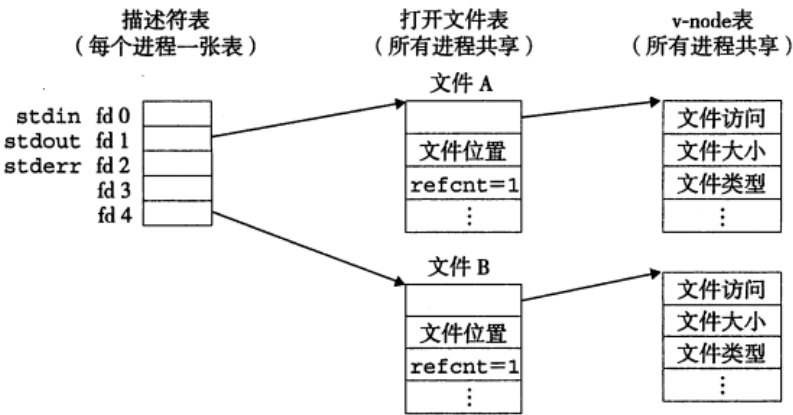 描述符表
（每个进程一张表）
打开文件表
（所有进程共享）
v-node表
（所有进程共享）
stdin fd 0
stdout fd 1
stderr fd 2
fd 3
fd 4
文件 A
文件位置
refcnt=1
⋮
文件访问
文件大小
文件类型
⋮
文件 B
文件位置
refcnt=1
⋮
文件访问
文件大小
文件类型
⋮